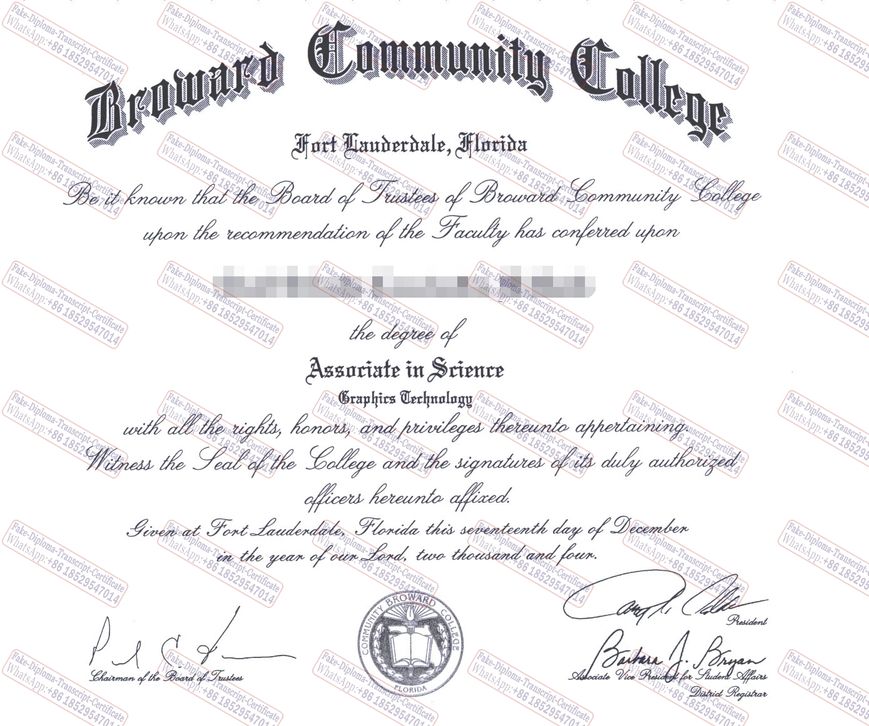 Broward Community College
Fort Lauderdale, Florida
Be it known that the Board of Trustees of Broward Community College
upon the recommendation of the Faculty has conferred upon
the degree of
Associate in Science
Graphics Technology
with all the rights, honors, and privileges thereunto appertaining.
Witness the Seal of the College and the signatures of its duly authorized
officers hereunto affixed.
Given at Fort Lauderdale, Florida this seventeenth day of December
in the year of our Lord, two thousand and four.
President
Chairman of the Board of Trustees
COMMUNITY BROWARD COLLEGE
FLORIDA
Barbara J. Bryan
Associate Vice President for Student Affairs
District Registrar
Fake-Diploma-Transcript-Certificate
WhatsApp:+86 18529547014